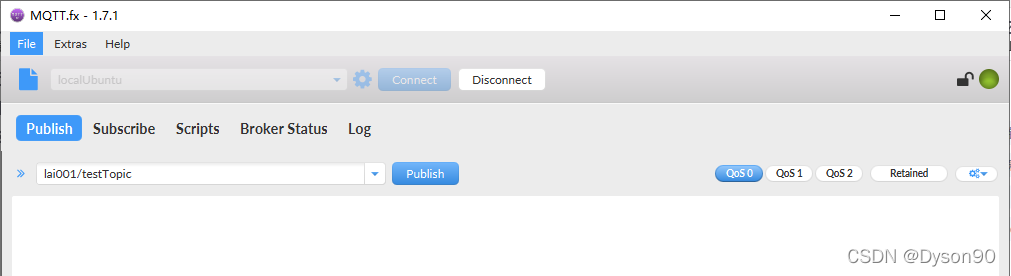 MQTT.fx - 1.7.1
File Extras Help
localUbuntu Connect Disconnect
Publish Subscribe Scripts Broker Status Log
lai001/testTopic Publish QoS 0 QoS 1 QoS 2 Retained
CSDN @Dyson90